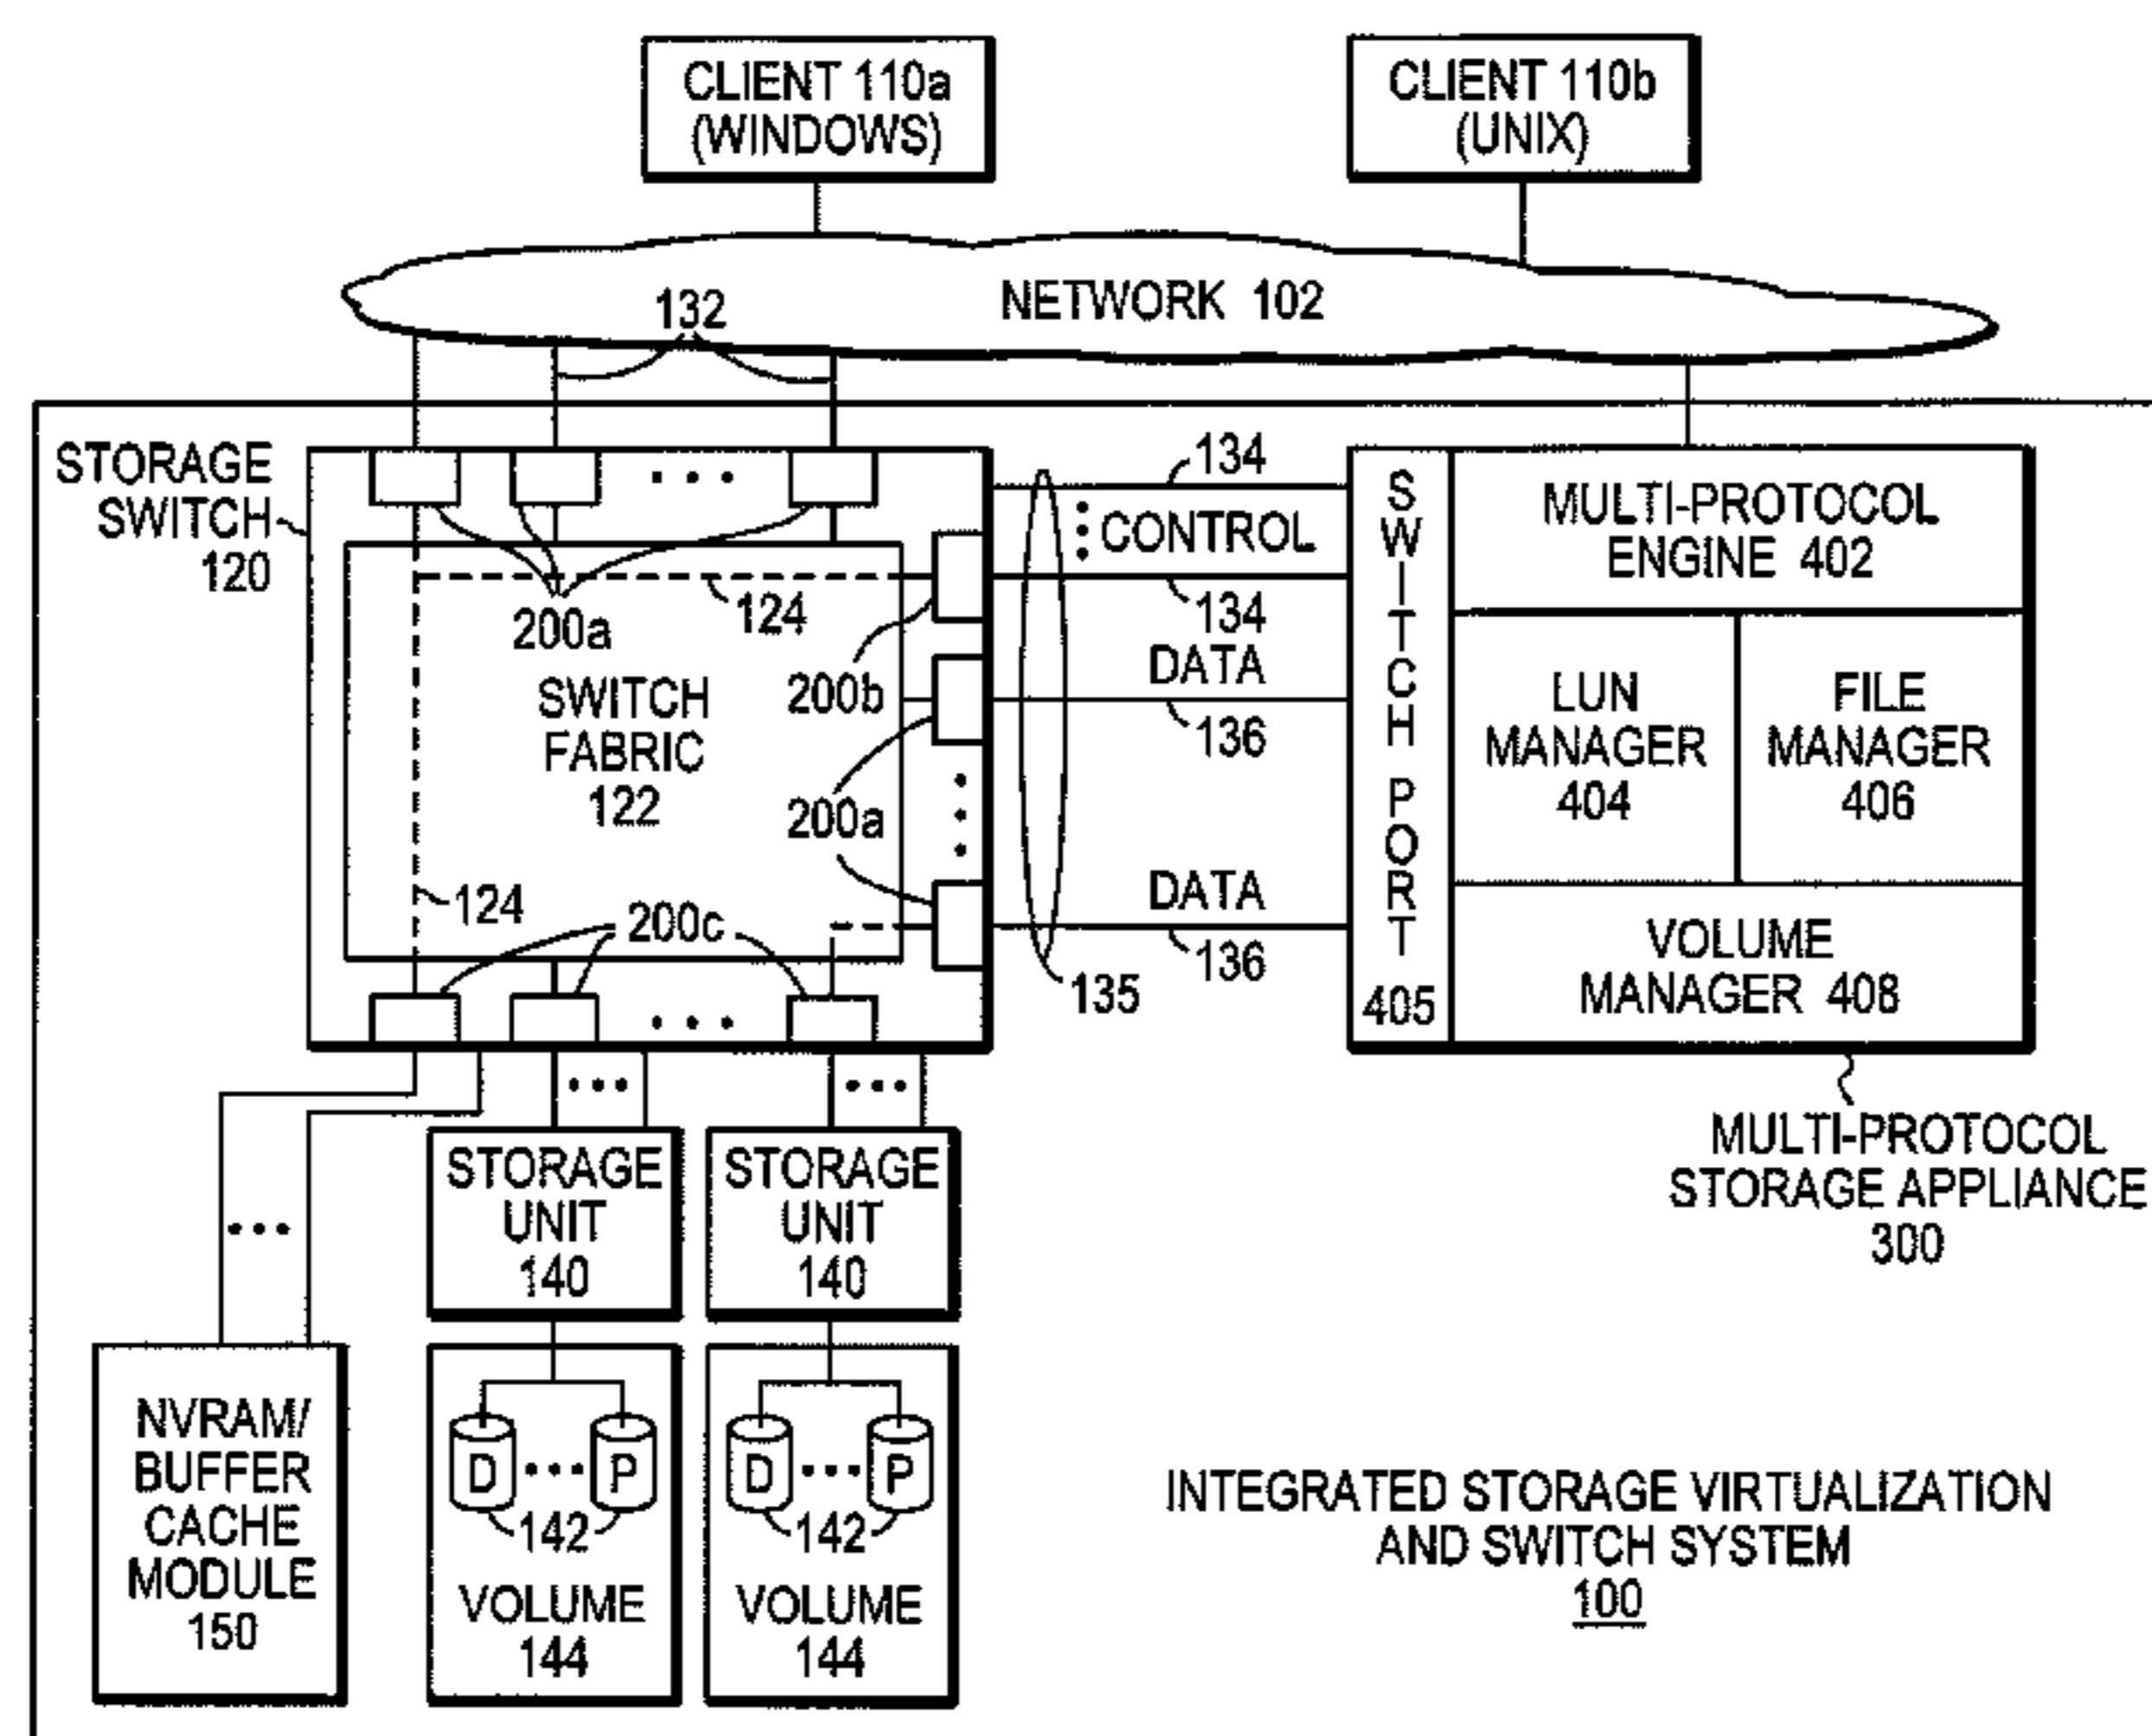 CLIENT 110a
(WINDOWS)
CLIENT 110b
(UNIX)
NETWORK 102
132
STORAGE
SWITCH
120
200a
124
SWITCH
FABRIC
122
200b
200a
124
200c
134
CONTROL
134
DATA
136
DATA
136
135
SWITCH PORT
405
MULTI-PROTOCOL
ENGINE 402
LUN
MANAGER
404
FILE
MANAGER
406
VOLUME
MANAGER 408
MULTI-PROTOCOL
STORAGE APPLIANCE
300
STORAGE
UNIT
140
STORAGE
UNIT
140
NVRAM/
BUFFER
CACHE
MODULE
150
D
P
142
VOLUME
144
D
P
142
VOLUME
144
INTEGRATED STORAGE VIRTUALIZATION
AND SWITCH SYSTEM
100